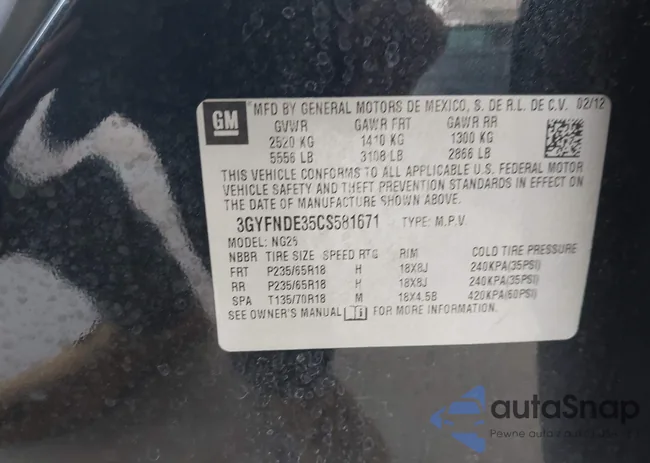 GM
MFD BY GENERAL MOTORS DE MEXICO, S. DE R.L. DE C.V. 02/12
GVWR GAWR FRT GAWR RR
2520 KG 1410 KG 1300 KG
5556 LB 3108 LB 2866 LB
THIS VEHICLE CONFORMS TO ALL APPLICABLE U.S. FEDERAL MOTOR
VEHICLE SAFETY AND THEFT PREVENTION STANDARDS IN EFFECT ON
THE DATE OF MANUFACTURE SHOWN ABOVE.
3GYFNDE35CS581671 TYPE: M.P.V.
MODEL: NG26
NBBR TIRE SIZE SPEED RTG RIM COLD TIRE PRESSURE
FRT P235/65R18 H 18X8J 240KPA(35PSI)
RR P235/65R18 H 18X8J 240KPA(35PSI)
SPA T135/70R18 M 18X4.5B 420KPA(60PSI)
SEE OWNER'S MANUAL FOR MORE INFORMATION.
autaSnap
Pewne auta z